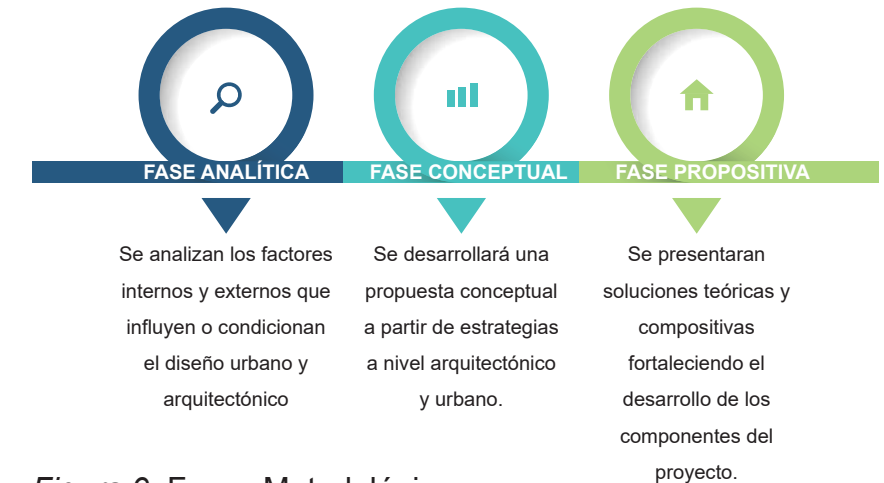 FASE ANALÍTICA
FASE CONCEPTUAL
FASE PROPOSITIVA
Se analizan los factores
internos y externos que
influyen o condicionan
el diseño urbano y
arquitectónico
Se desarrollará una
propuesta conceptual
a partir de estrategias
a nivel arquitectónico
y urbano.
Se presentaran
soluciones teóricas y
compositivas
fortaleciendo el
desarrollo de los
componentes del
proyecto.